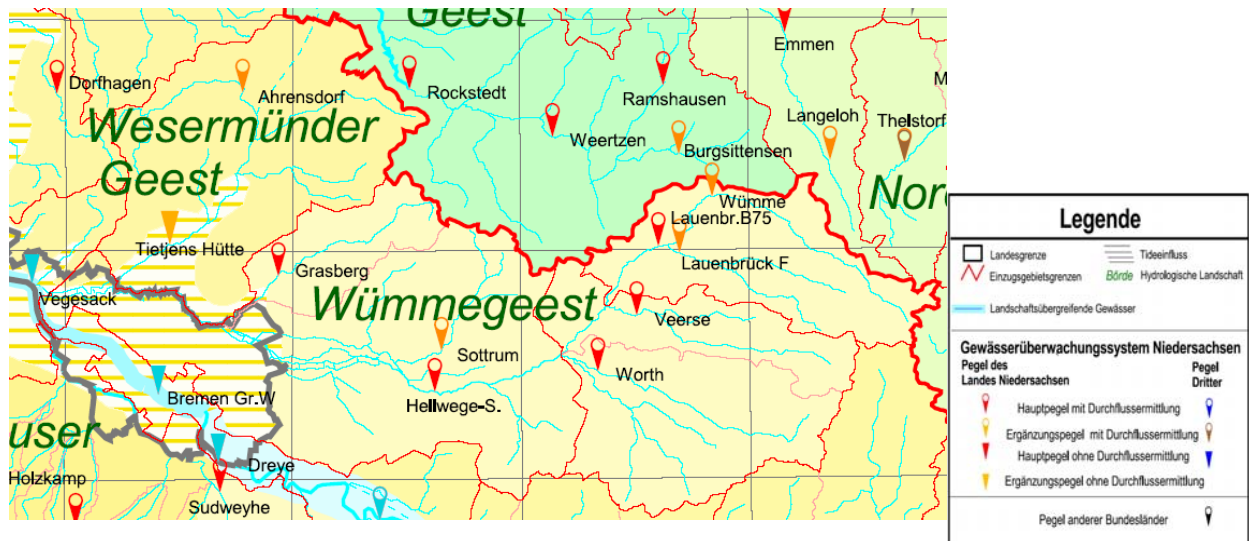 Geest
Emmen
Dorfhagen
Ahrensdorf
Rockstedt
Ramshausen
M
Wesermünder
Geest
Weertzen
Langeloh
Thelstorf
Burgsittensen
Wümme
Nor
Lauenbr.B75
Tietjens Hütte
Lauenbrück F
Grasberg
Vegesack
Wümmegeest
Veerse
Sottrum
Worth
Bremen Gr.W
Hellwege-S.
user
Dreye
Holzkamp
Sudweyhe
Legende
Landesgrenze
Tideeinfluss
Einzugsgebietsgrenzen
Börde
Hydrologische Landschaft
Landschaftsübergreifende Gewässer
Gewässerüberwachungssystem Niedersachsen
Pegel des
Landes Niedersachsen
Pegel
Dritter
Hauptpegel mit Durchflussermittlung
Ergänzungspegel mit Durchflussermittlung
Hauptpegel ohne Durchflussermittlung
Ergänzungspegel ohne Durchflussermittlung
Pegel anderer Bundesländer